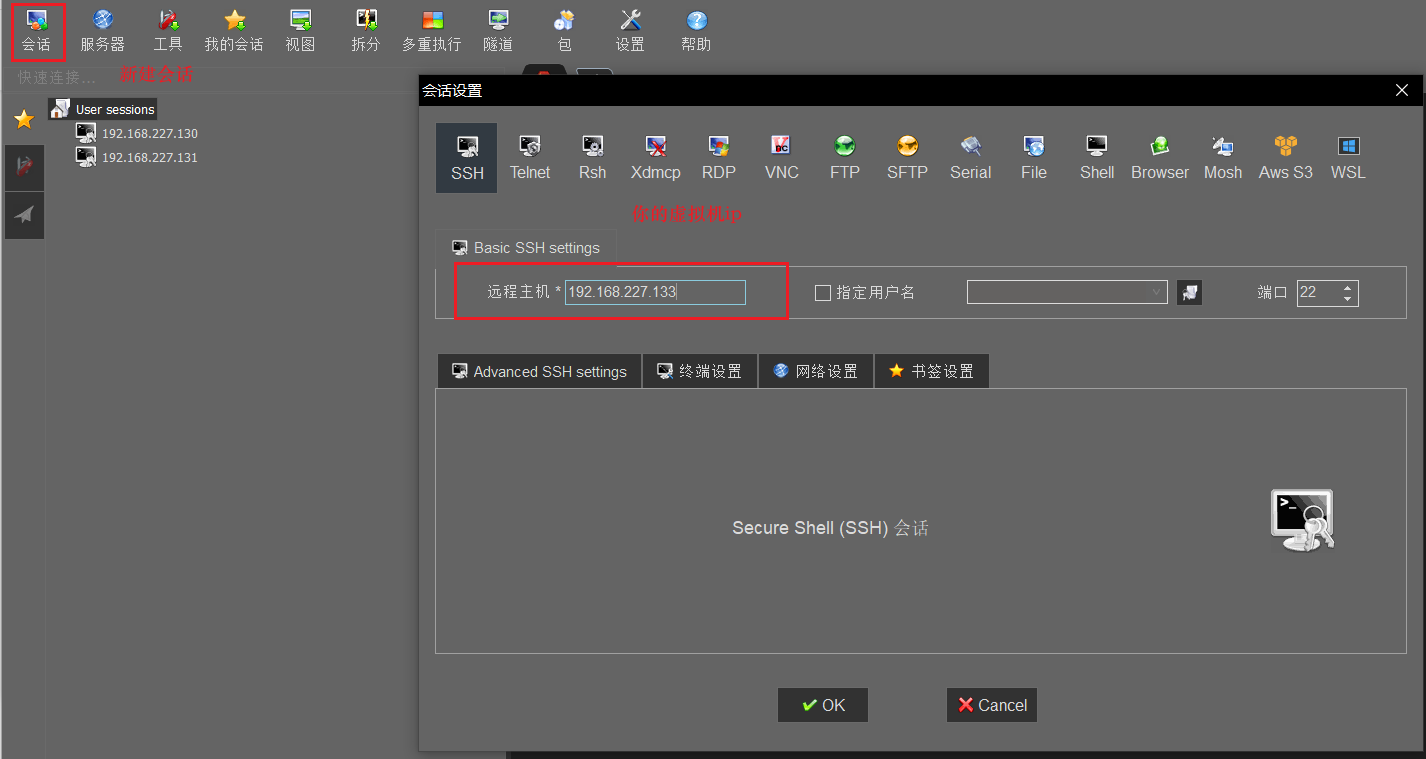 会话 服务器 工具 我的会话 视图 拆分 多重执行 隧道 包 设置 帮助
快速连接... 新建会话
User sessions
192.168.227.130
192.168.227.131
会话设置
SSH Telnet Rsh Xdmcp RDP VNC FTP SFTP Serial File Shell Browser Mosh Aws S3 WSL
你的虚拟机ip
Basic SSH settings
远程主机 * 192.168.227.133 指定用户名 端口 22
Advanced SSH settings 终端设置 网络设置 书签设置
Secure Shell (SSH) 会话
OK Cancel